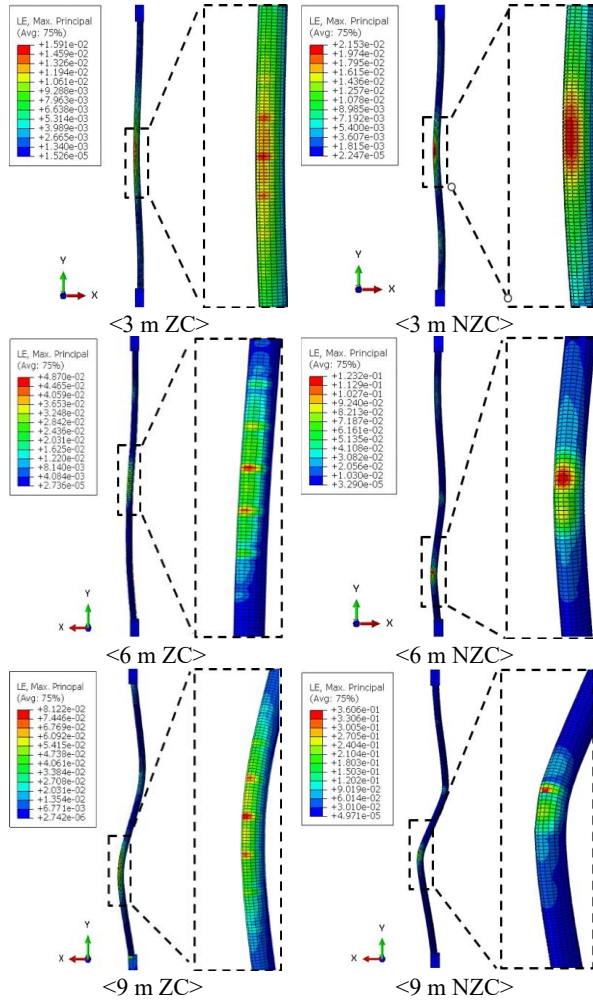 LE, Max. Principal
(Avg: 75%)
+1.591e-02
+1.459e-02
+1.326e-02
+1.194e-02
+1.061e-02
+9.288e-03
+7.963e-03
+6.638e-03
+5.314e-03
+3.989e-03
+2.665e-03
+1.340e-03
+1.526e-05
Y
X
<3 m ZC>
LE, Max. Principal
(Avg: 75%)
+2.153e-02
+1.974e-02
+1.795e-02
+1.615e-02
+1.436e-02
+1.257e-02
+1.078e-02
+8.985e-03
+7.192e-03
+5.400e-03
+3.607e-03
+1.815e-03
+2.247e-05
Y
X
<3 m NZC>
LE, Max. Principal
(Avg: 75%)
+4.870e-02
+4.465e-02
+4.059e-02
+3.653e-02
+3.248e-02
+2.842e-02
+2.436e-02
+2.031e-02
+1.625e-02
+1.220e-02
+8.140e-03
+4.084e-03
+2.736e-05
Y
X
<6 m ZC>
LE, Max. Principal
(Avg: 75%)
+1.232e-01
+1.129e-01
+1.027e-01
+9.240e-02
+8.213e-02
+7.187e-02
+6.161e-02
+5.135e-02
+4.108e-02
+3.082e-02
+2.056e-02
+1.030e-02
+3.290e-05
Y
X
<6 m NZC>
LE, Max. Principal
(Avg: 75%)
+8.122e-02
+7.446e-02
+6.769e-02
+6.092e-02
+5.415e-02
+4.738e-02
+4.061e-02
+3.384e-02
+2.708e-02
+2.031e-02
+1.354e-02
+6.771e-03
+2.742e-06
Y
X
<9 m ZC>
LE, Max. Principal
(Avg: 75%)
+3.606e-01
+3.306e-01
+3.005e-01
+2.705e-01
+2.404e-01
+2.104e-01
+1.803e-01
+1.503e-01
+1.202e-01
+9.019e-02
+6.014e-02
+3.010e-02
+4.971e-05
Y
X
<9 m NZC>